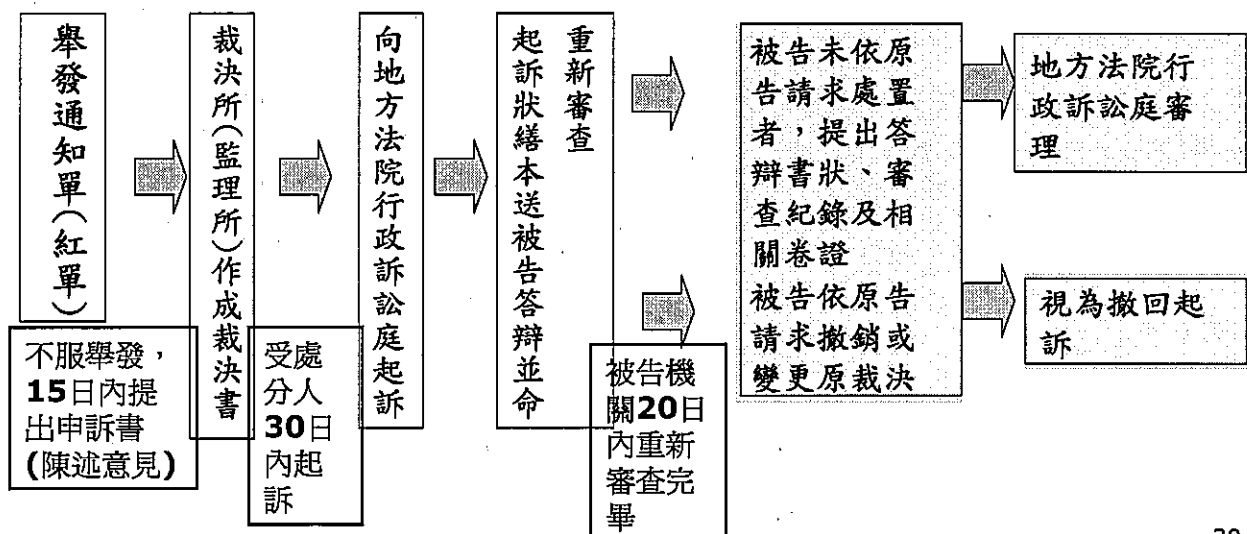 舉發通知單(紅單)
不服舉發，
15日內提
出申訴書
(陳述意見)
裁決所(監理所)作成裁決書
受處
分人
30日
內起
訴
向地方法院行政訴訟庭起訴
起訴狀繕本送被告答辯並命
重新審查
被告機
關20日
內重新
審查完
畢
被告未依原
告請求處置
者，提出答
辯書狀、審
查紀錄及相
關卷證
被告依原告
請求撤銷或
變更原裁決
地方法院行
政訴訟庭審
理
視為撤回起
訴